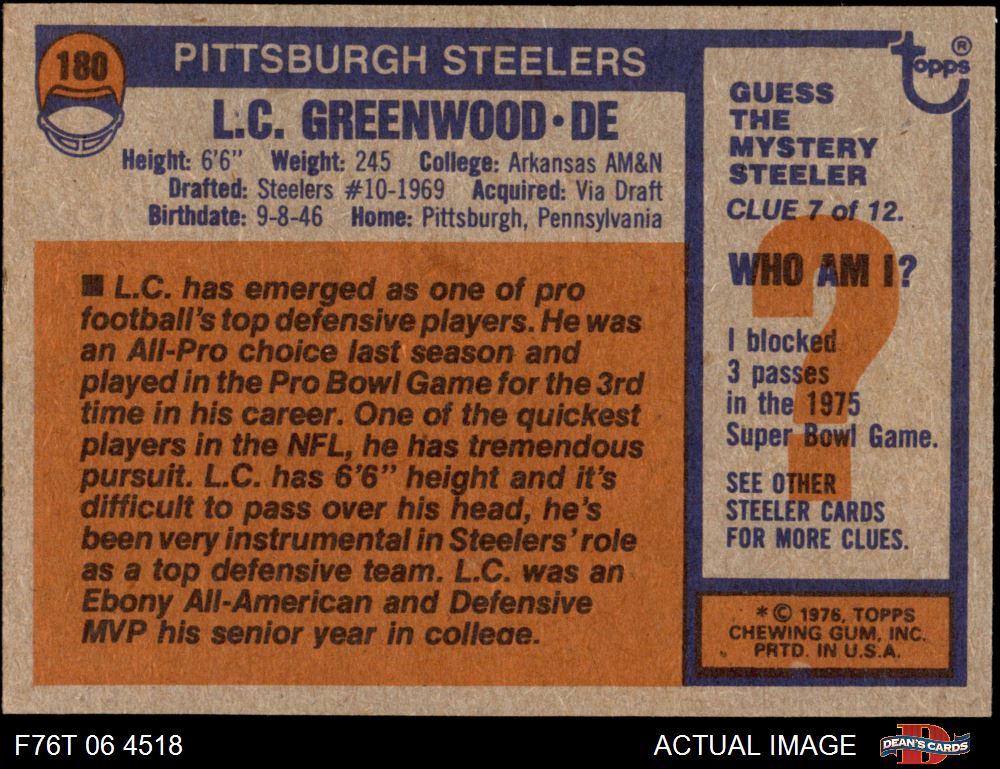 180
PITTSBURGH STEELERS
L.C. GREENWOOD • DE
Height: 6'6" Weight: 245 College: Arkansas AM&N
Drafted: Steelers #10-1969 Acquired: Via Draft
Birthdate: 9-8-46 Home: Pittsburgh, Pennsylvania
■ L.C. has emerged as one of pro
football's top defensive players. He was
an All-Pro choice last season and
played in the Pro Bowl Game for the 3rd
time in his career. One of the quickest
players in the NFL, he has tremendous
pursuit. L.C. has 6'6" height and it's
difficult to pass over his head, he's
been very instrumental in Steelers' role
as a top defensive team. L.C. was an
Ebony All-American and Defensive
MVP his senior year in college.
topps ®
GUESS
THE
MYSTERY
STEELER
CLUE 7 of 12.
WHO AM I?
?
I blocked
3 passes
in the 1975
Super Bowl Game.
SEE OTHER
STEELER CARDS
FOR MORE CLUES.
* © 1976, TOPPS
CHEWING GUM, INC.
PRTD. IN U.S.A.
F76T 06 4518
ACTUAL IMAGE
D
DEAN'S CARDS